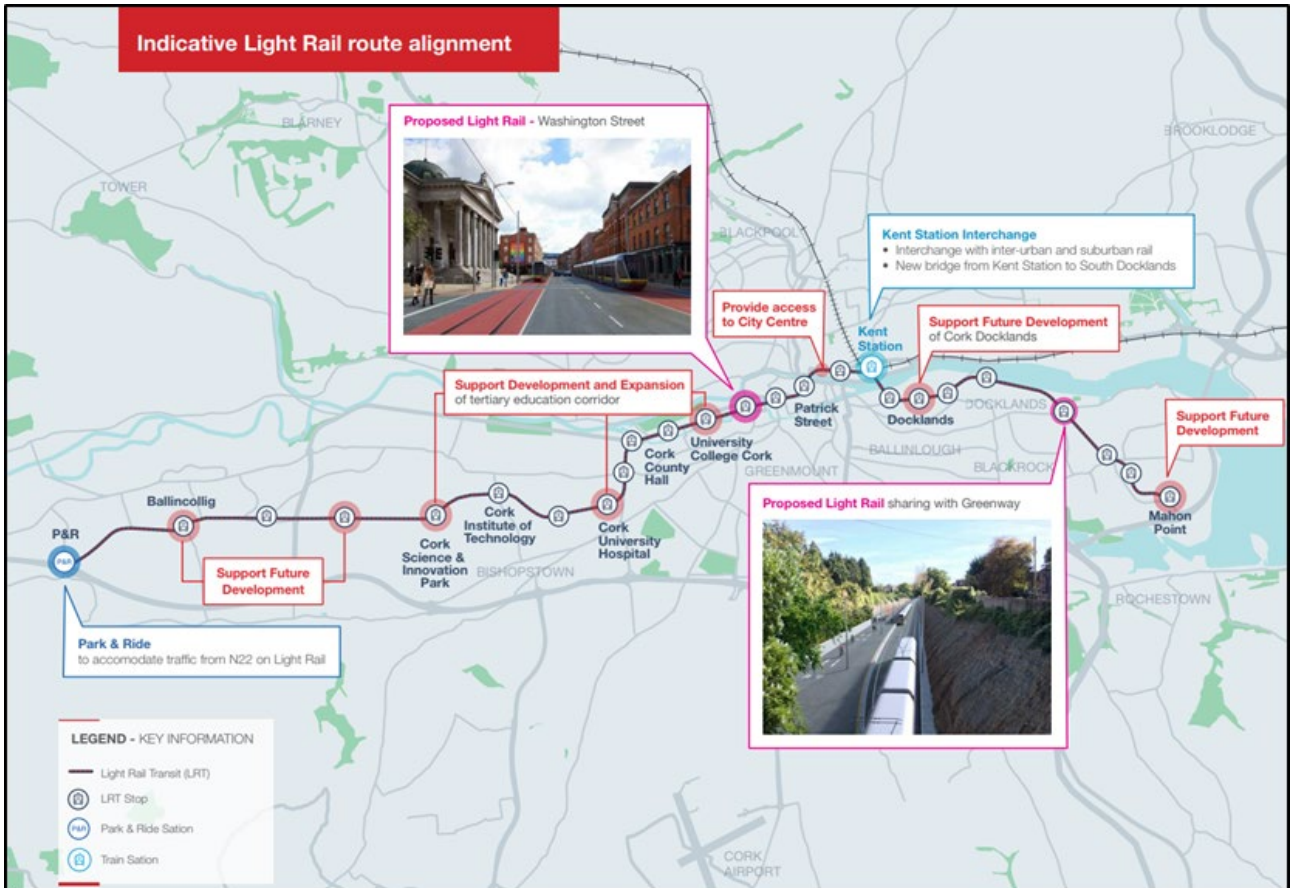 Indicative Light Rail route alignment
BLARNEY
BROOKLODGE
TOWER
Proposed Light Rail - Washington Street
BLACKPOOL
Kent Station Interchange
• Interchange with inter-urban and suburban rail
• New bridge from Kent Station to South Docklands
Provide access
to City Centre
Kent
Station
Support Future Development
of Cork Docklands
Support Development and Expansion
of tertiary education corridor
Patrick
Street
Docklands
DOCKLANDS
Support Future
Development
University
College Cork
Cork
County
Hall
GREENMOUNT
BALLINLOUGH
BLACKROCK
Ballincollig
P&R
P&R
Cork
Institute of
Technology
Cork
University
Hospital
Cork
Science &
Innovation
Park
BISHOPSTOWN
Mahon
Point
Proposed Light Rail sharing with Greenway
Support Future
Development
ROCHESTOWN
Park & Ride
to accomodate traffic from N22 on Light Rail
LEGEND - KEY INFORMATION
Light Rail Transit (LRT)
LRT Stop
P&R
Park & Ride Sation
Train Sation
CORK
AIRPORT